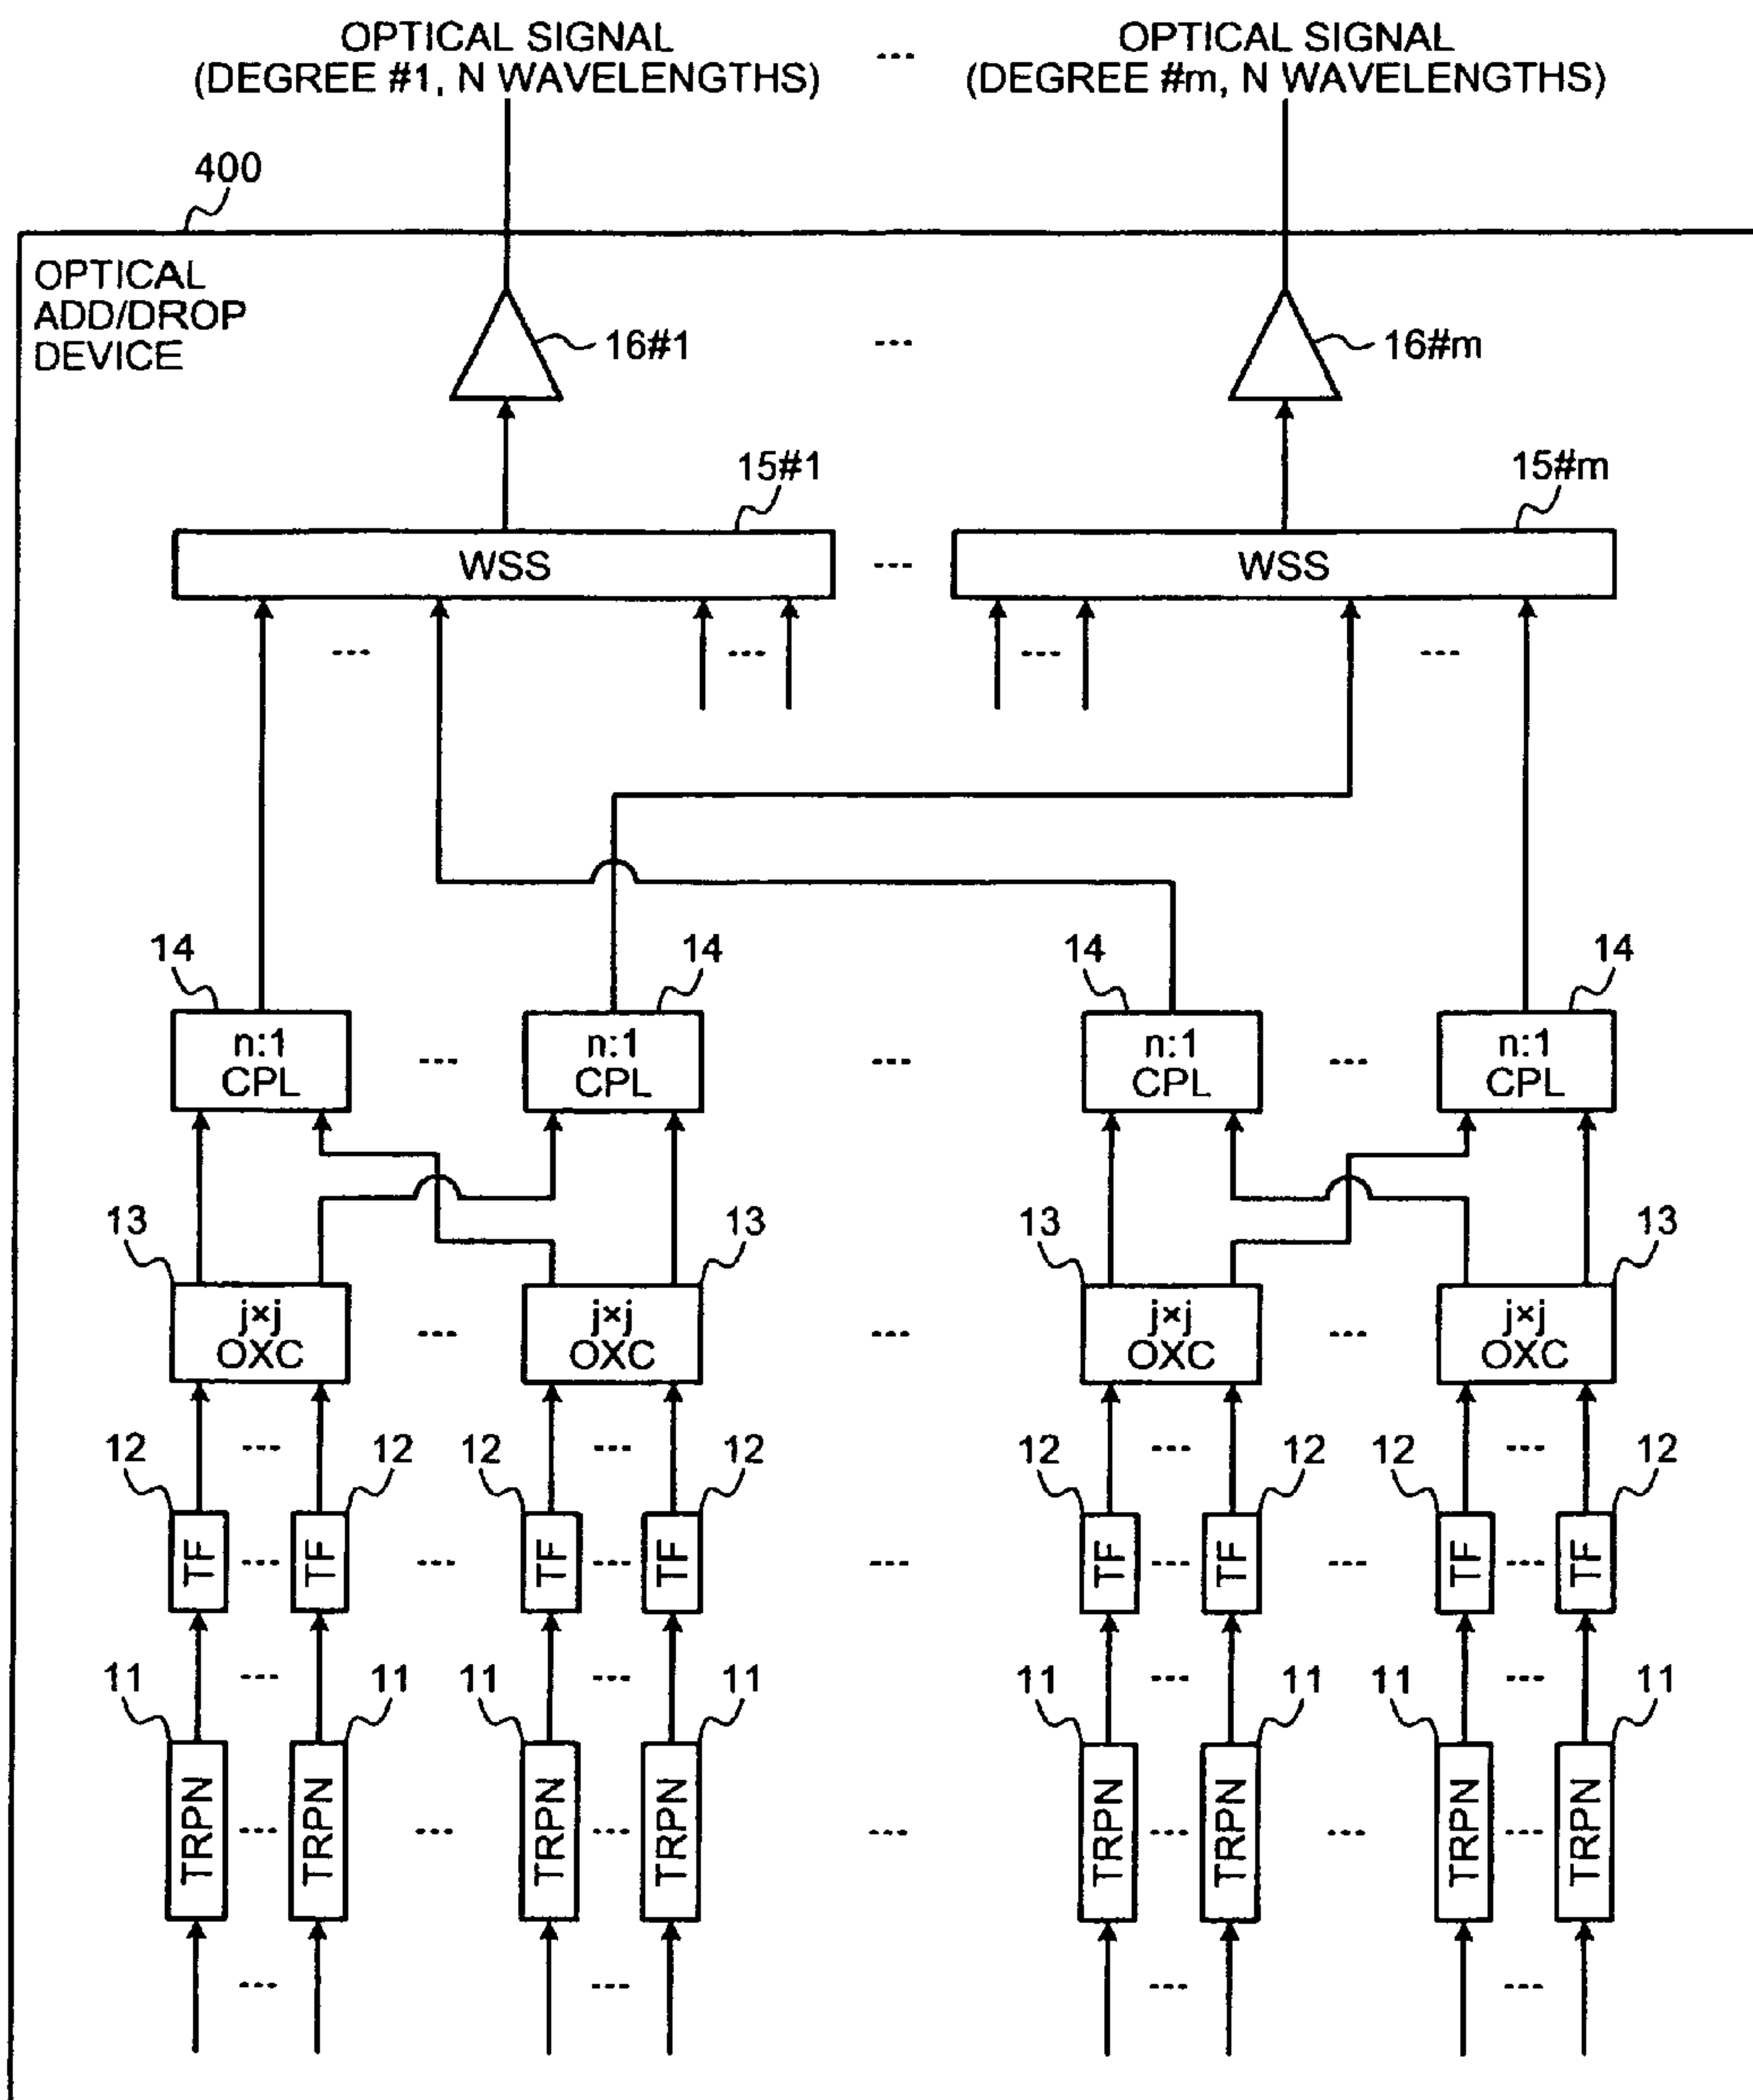 OPTICAL SIGNAL
(DEGREE #1, N WAVELENGTHS)
...
OPTICAL SIGNAL
(DEGREE #m, N WAVELENGTHS)
400
OPTICAL
ADD/DROP
DEVICE
16#1 ... 16#m
15#1 15#m
WSS ... WSS
... ... ... ...
14 14 14 14
n:1 CPL ... n:1 CPL ... n:1 CPL ... n:1 CPL
13 13 13 13
j×j OXC ... j×j OXC ... j×j OXC ... j×j OXC
12 ... 12 12 ... 12 12 ... 12 12 ... 12
TF ... TF ... TF ... TF ... TF ... TF ... TF ... TF
11 ... 11 11 ... 11 11 ... 11 11 ... 11
TRPN ... TRPN ... TRPN ... TRPN ... TRPN ... TRPN ... TRPN ... TRPN
... ... ... ...